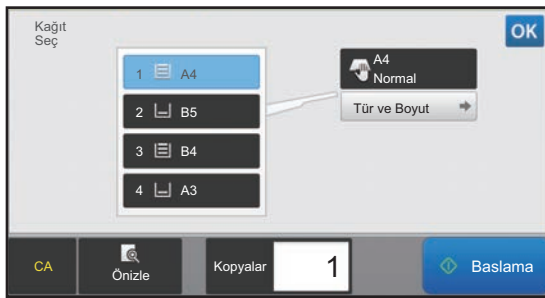 Kağıt
Seç
OK
1 A4
2 B5
3 B4
4 A3
A4
Normal
Tür ve Boyut
CA
Önizle
Kopyalar
1
Baslama